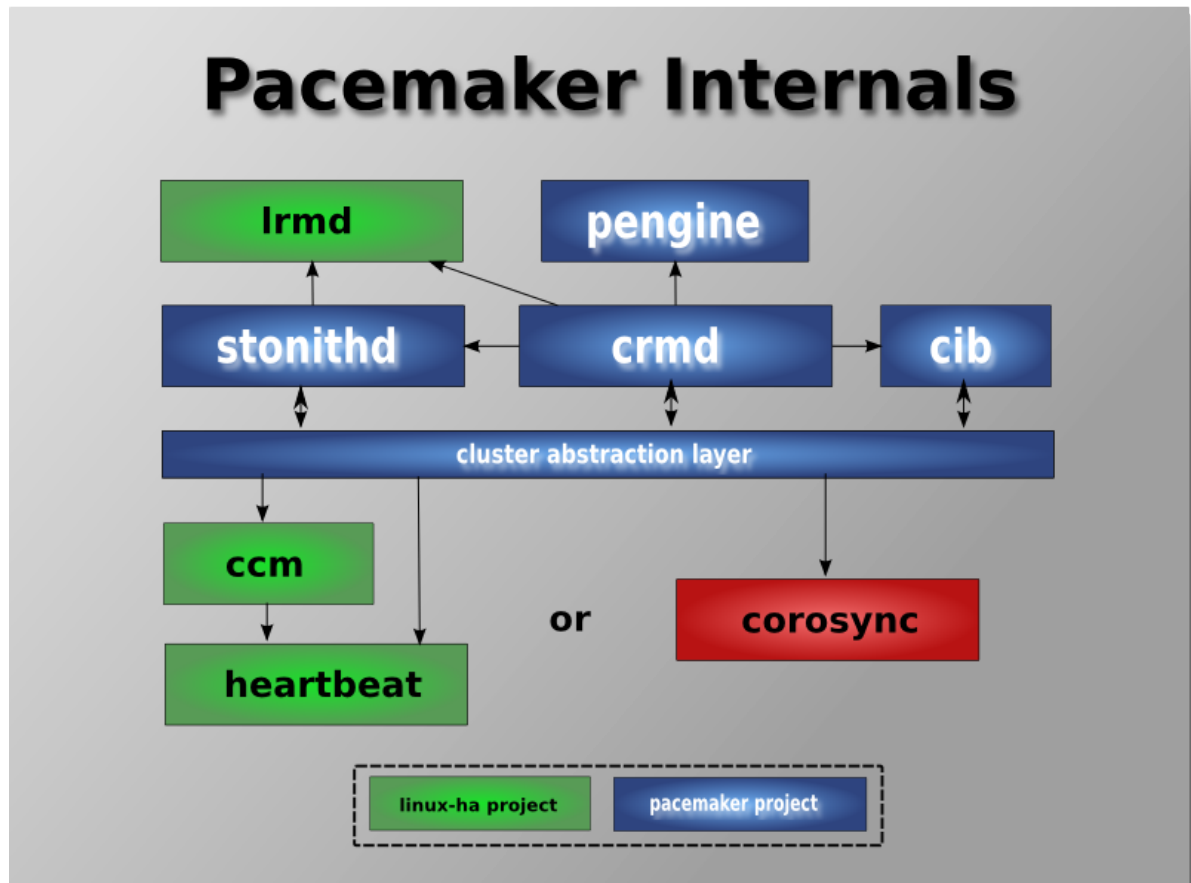 Pacemaker Internals
lrmd
pengine
stonithd
crmd
cib
cluster abstraction layer
ccm
or
corosync
heartbeat
linux-ha project
pacemaker project